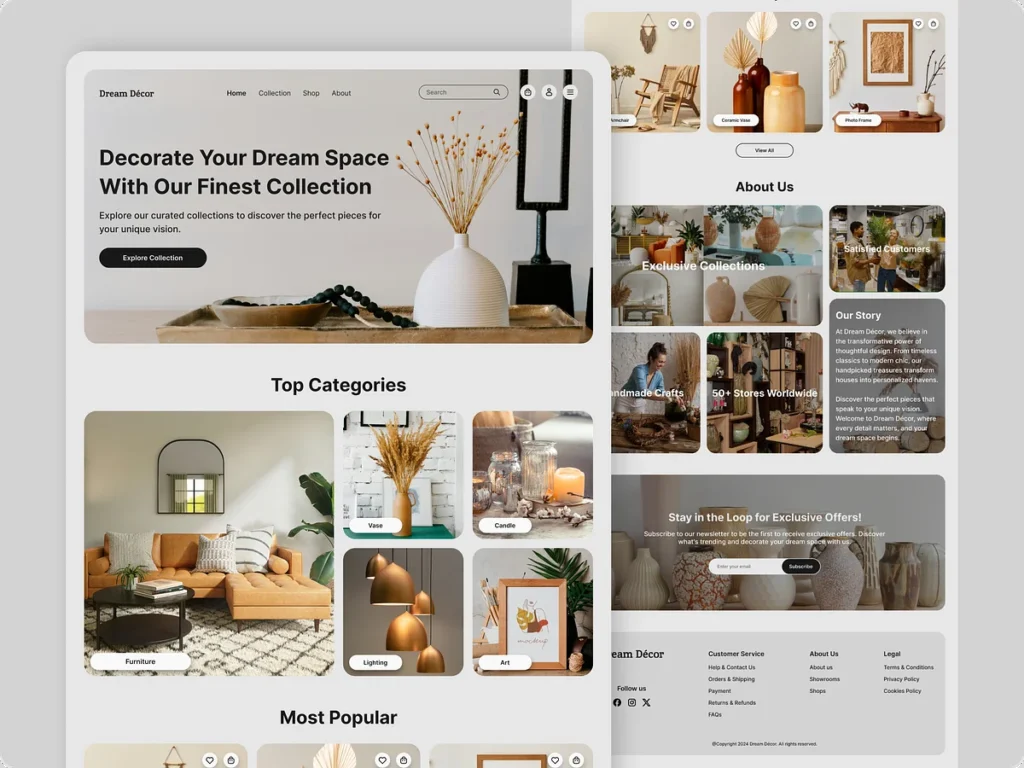 Dream Décor
Home Collection Shop About
Search
Decorate Your Dream Space
With Our Finest Collection
Explore our curated collections to discover the perfect pieces for
your unique vision.
Explore Collection
Top Categories
Furniture
Vase
Candle
Lighting
mockup
Art
Most Popular
Armchair
Ceramic Vase
Photo Frame
View All
About Us
Exclusive Collections
Satisfied Customers
ndmade Crafts
50+ Stores Worldwide
Our Story
At Dream Décor, we believe in
the transformative power of
thoughtful design. From timeless
classics to modern chic, our
handpicked treasures transform
houses into personalized havens.
Discover the perfect pieces that
speak to your unique vision.
Welcome to Dream Décor, where
every detail matters, and your
dream space begins.
Stay in the Loop for Exclusive Offers!
Subscribe to our newsletter to be the first to receive exclusive offers. Discover
what's trending and decorate your dream space with us.
Enter your email
Subscribe
eam Décor
Follow us
Customer Service
Help & Contact Us
Orders & Shipping
Payment
Returns & Refunds
FAQs
About Us
About us
Showrooms
Shops
Legal
Terms & Conditions
Privacy Policy
Cookies Policy
©Copyright 2024 Dream Décor. All rights reserved.